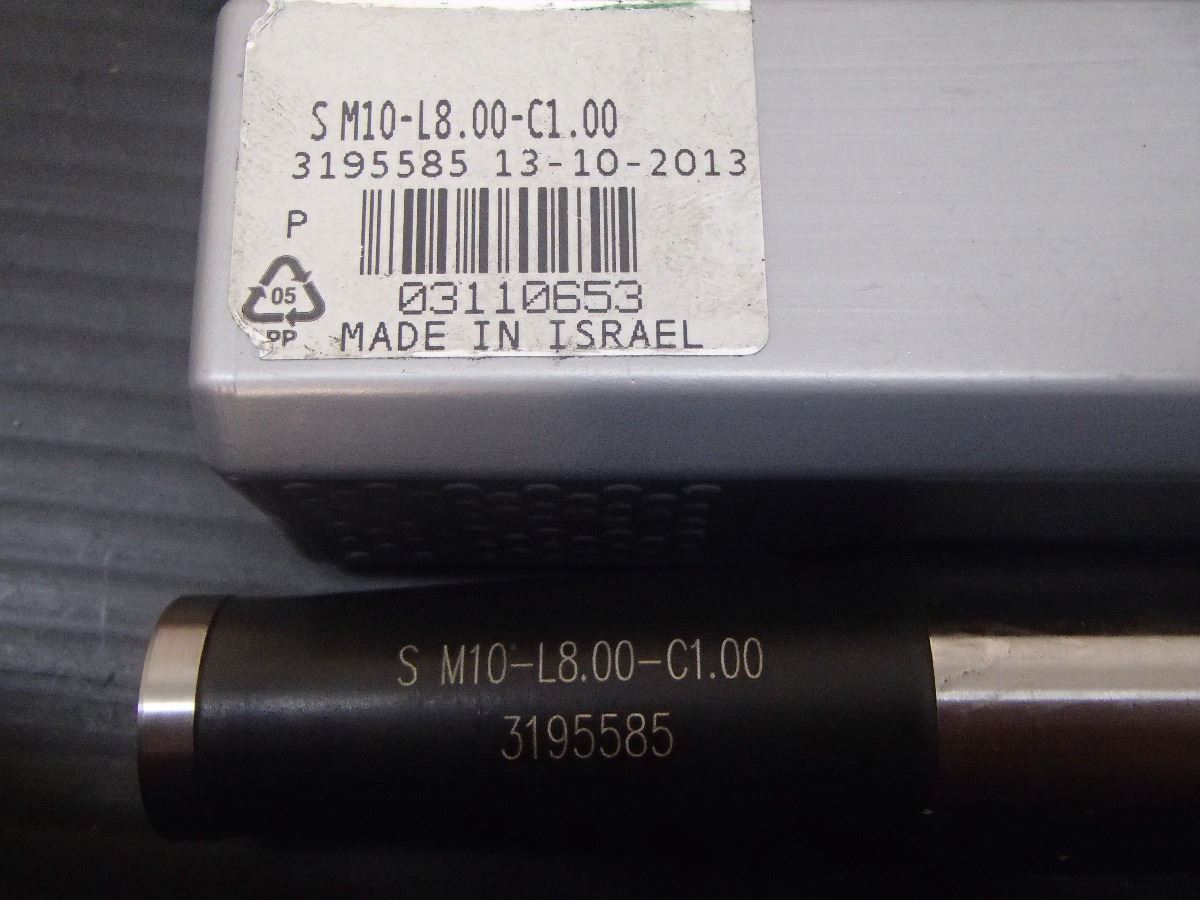 S M10-L8.00-C1.00
3195585 13-10-2013
P
05
PP
03110653
MADE IN ISRAEL
S M10-L8.00-C1.00
3195585